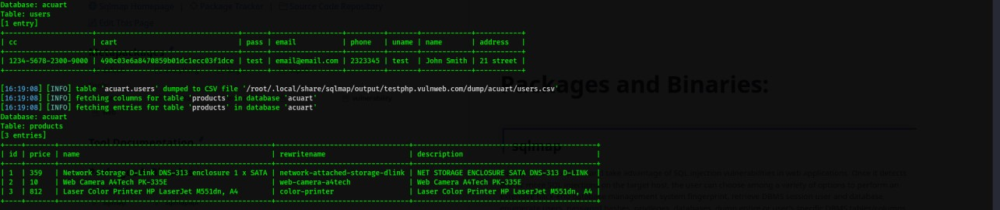 Database: acuart
Table: users
[1 entry]
+---------------------+----------------------------------+------+-----------------+---------+-------+------------+-----------+
| cc | cart | pass | email | phone | uname | name | address |
+---------------------+----------------------------------+------+-----------------+---------+-------+------------+-----------+
| 1234-5678-2300-9000 | 490c03e6a8470859b01dc1ecc03f1dce | test | email@email.com | 2323345 | test | John Smith | 21 street |
+---------------------+----------------------------------+------+-----------------+---------+-------+------------+-----------+
[16:19:08] [INFO] table 'acuart.users' dumped to CSV file '/root/.local/share/sqlmap/output/testphp.vulnweb.com/dump/acuart/users.csv'
[16:19:08] [INFO] fetching columns for table 'products' in database 'acuart'
[16:19:08] [INFO] fetching entries for table 'products' in database 'acuart'
Database: acuart
Table: products
[3 entries]
+----+-------+------------------------------------------------+-------------------------------+------------------------------------------+
| id | price | name | rewritename | description |
+----+-------+------------------------------------------------+-------------------------------+------------------------------------------+
| 1 | 359 | Network Storage D-Link DNS-313 enclosure 1 x SATA | network-attached-storage-dlink | NET STORAGE ENCLOSURE SATA DNS-313 D-LINK |
| 2 | 10 | Web Camera A4Tech PK-335E | web-camera-a4tech | Web Camera A4Tech PK-335E |
| 3 | 812 | Laser Color Printer HP LaserJet M551dn, A4 | color-printer | Laser Color Printer HP LaserJet M551dn, A4 |
+----+-------+------------------------------------------------+-------------------------------+------------------------------------------+
Packages and Binaries:
Tool Documentation
sqlmap